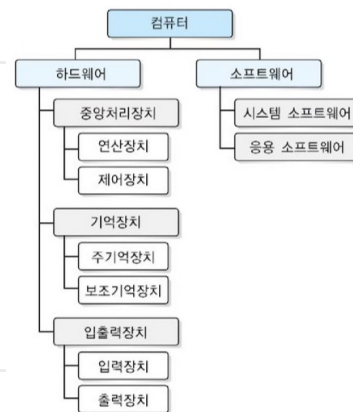 컴퓨터
하드웨어
소프트웨어
중앙처리장치
시스템 소프트웨어
연산장치
응용 소프트웨어
제어장치
기억장치
주기억장치
보조기억장치
입출력장치
입력장치
출력장치